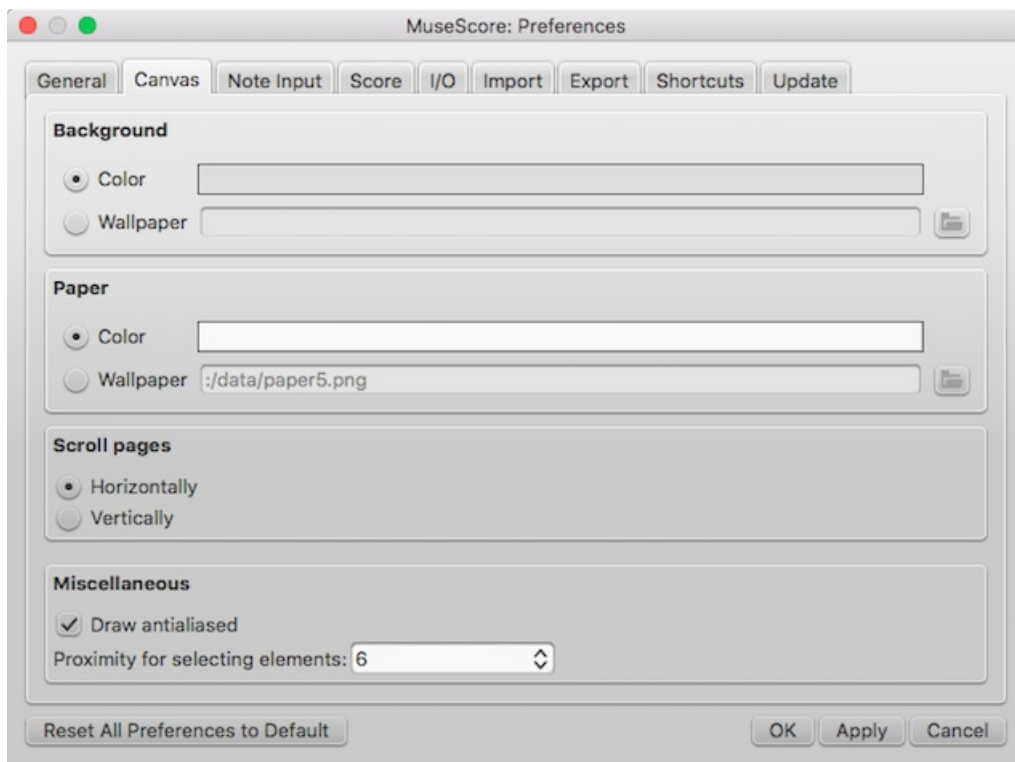 MuseScore: Preferences
General Canvas Note Input Score I/O Import Export Shortcuts Update
Background
Color
Wallpaper
Paper
Color
Wallpaper :/data/paper5.png
Scroll pages
Horizontally
Vertically
Miscellaneous
Draw antialiased
Proximity for selecting elements: 6
Reset All Preferences to Default OK Apply Cancel